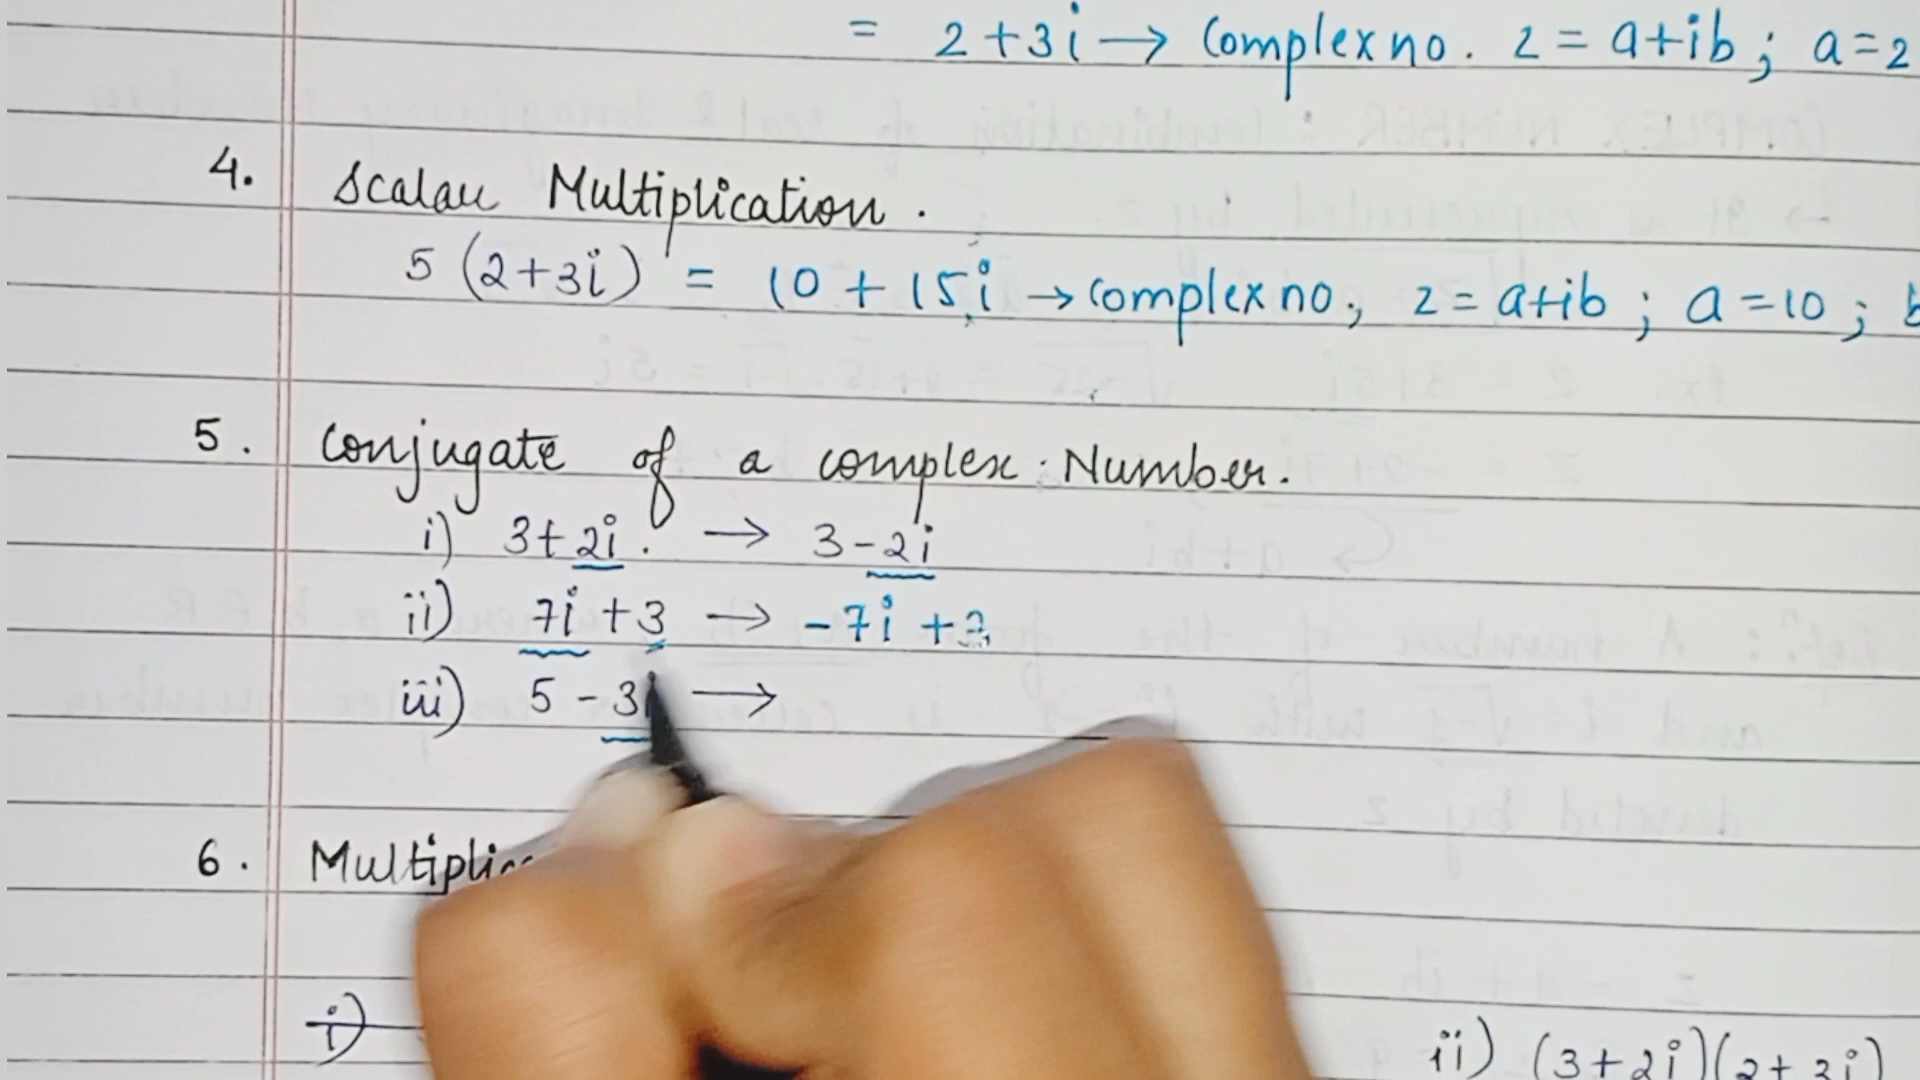 = 2+3i → Complex no. z = a+ib; a=2
4. Scalar Multiplication.
5 (2+3i) = 10 + 15i → complex no; z = a+ib; a = 10; b
5. Conjugate of a complex Number.
i) 3+2i. → 3-2i
ii) 7i +3 → -7i +3
iii) 5 - 3i →
6.
i)
ii) (3+2i)(2+3i)